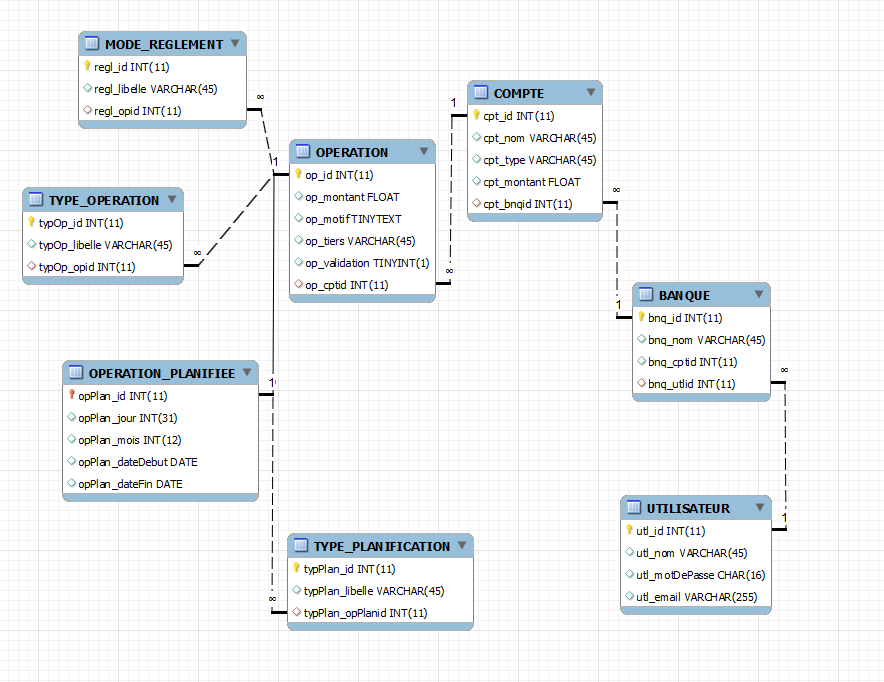 MODE_REGLEMENT
regl_id INT(11)
regl_libelle VARCHAR(45)
regl_opid INT(11)
∞
1
TYPE_OPERATION
typOp_id INT(11)
typOp_libelle VARCHAR(45)
typOp_opid INT(11)
∞
OPERATION
op_id INT(11)
op_montant FLOAT
op_motif TINYTEXT
op_tiers VARCHAR(45)
op_validation TINYINT(1)
op_cptid INT(11)
∞
1
COMPTE
cpt_id INT(11)
cpt_nom VARCHAR(45)
cpt_type VARCHAR(45)
cpt_montant FLOAT
cpt_bnqid INT(11)
∞
1
BANQUE
bnq_id INT(11)
bnq_nom VARCHAR(45)
bnq_cptid INT(11)
bnq_utlid INT(11)
∞
1
OPERATION_PLANIFIEE
opPlan_id INT(11)
opPlan_jour INT(31)
opPlan_mois INT(12)
opPlan_dateDebut DATE
opPlan_dateFin DATE
1
∞
TYPE_PLANIFICATION
typPlan_id INT(11)
typPlan_libelle VARCHAR(45)
typPlan_opPlanid INT(11)
UTILISATEUR
utl_id INT(11)
utl_nom VARCHAR(45)
utl_motDePasse CHAR(16)
utl_email VARCHAR(255)